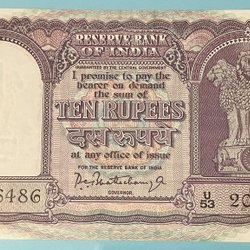 RESERVE BANK
OF INDIA
GUARANTEED BY THE CENTRAL GOVERNMENT
I promise to pay the
bearer on demand
the sum of
TEN RUPEES
दस रुपये
at any office of issue
FOR THE RESERVE BANK OF INDIA
6486
U/53 20
GOVERNOR